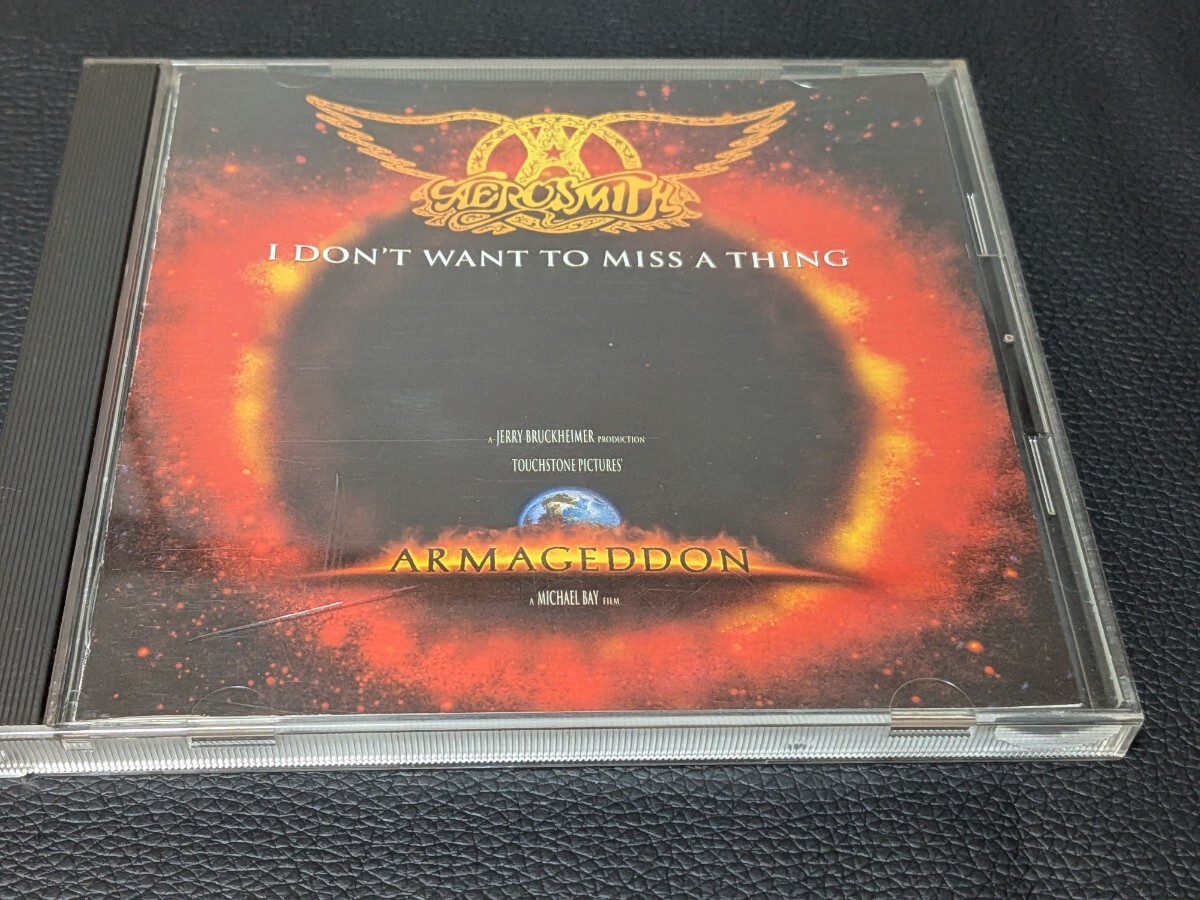 AEROSMITH
I DON'T WANT TO MISS A THING
A JERRY BRUCKHEIMER PRODUCTION
TOUCHSTONE PICTURES'
ARMAGEDDON
A MICHAEL BAY FILM